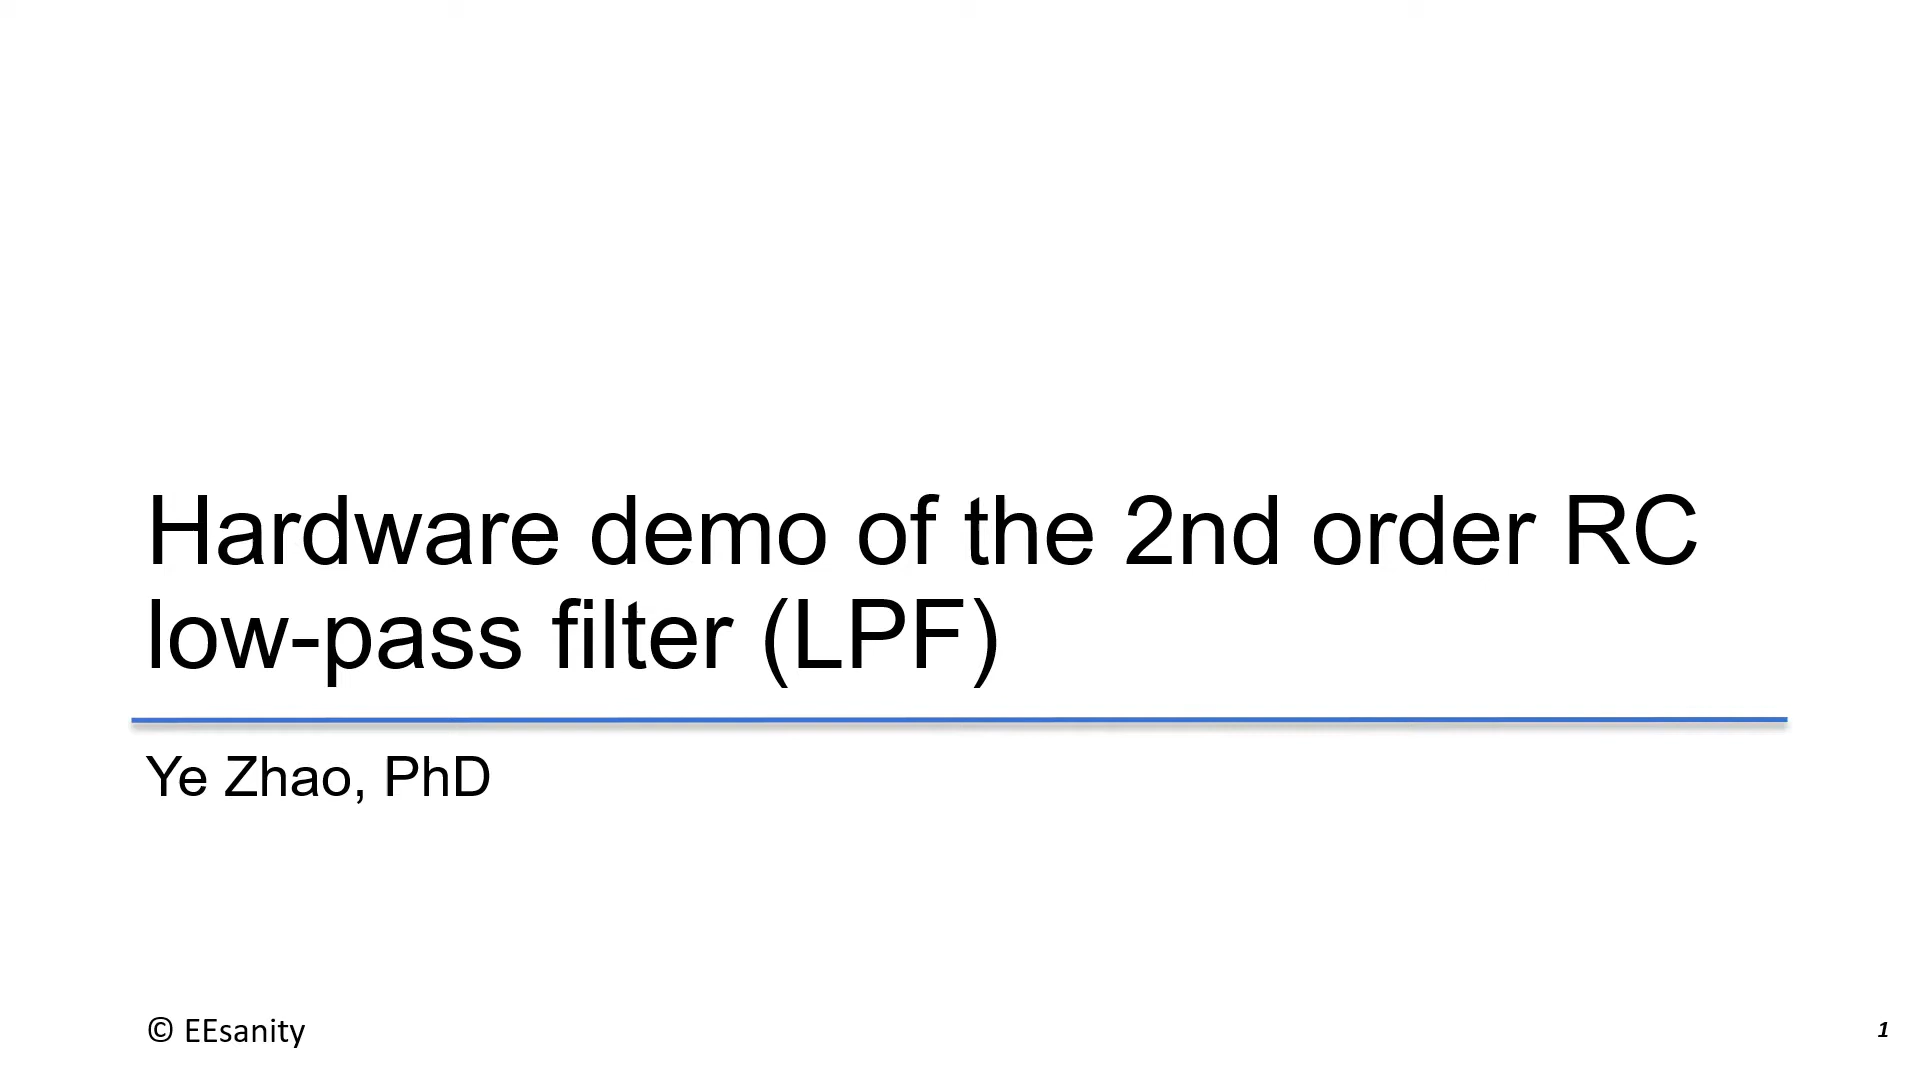 Hardware demo of the 2nd order RC
low-pass filter (LPF)
Ye Zhao, PhD
© EEsanity
1